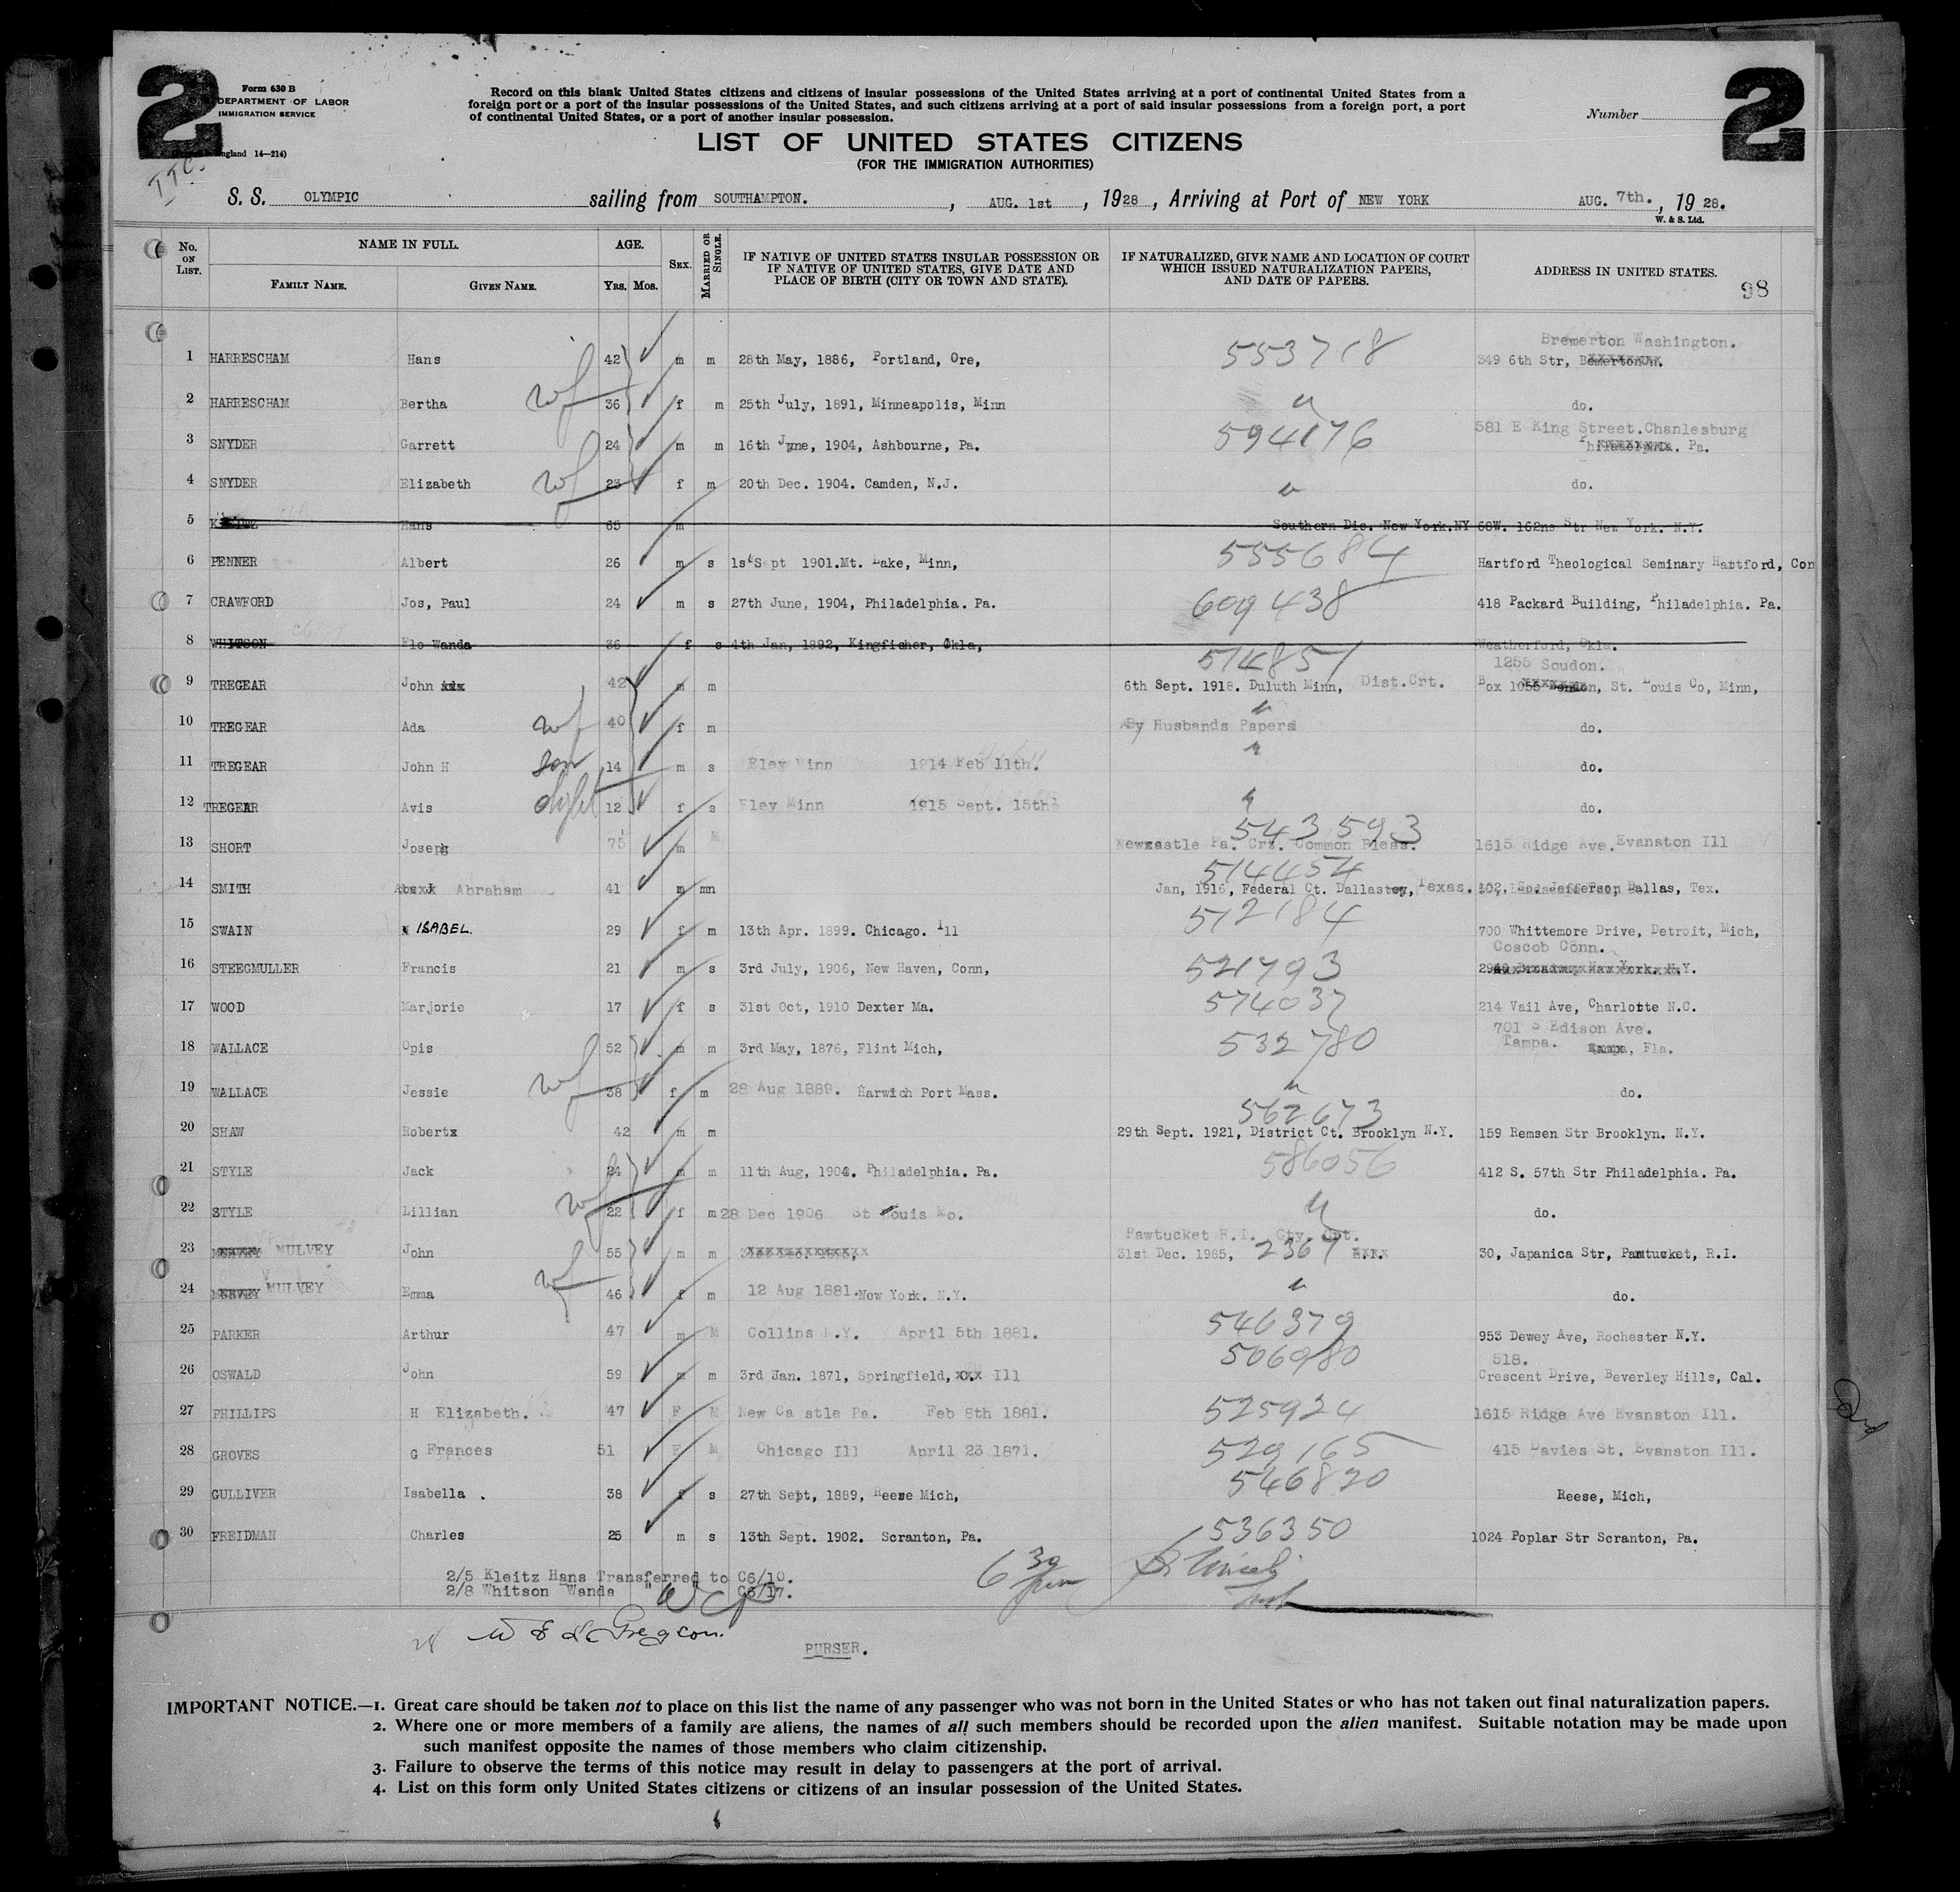 2
2
Form 630 B
DEPARTMENT OF LABOR
IMMIGRATION SERVICE
Record on this blank United States citizens and citizens of insular possessions of the United States arriving at a port of continental United States from a
foreign port or a port of the insular possessions of the United States, and such citizens arriving at a port of said insular possessions from a foreign port, a port
of continental United States, or a port of another insular possession.
Number
LIST OF UNITED STATES CITIZENS
(FOR THE IMMIGRATION AUTHORITIES)
England 14—214)
S. S. OLYMPIC sailing from SOUTHAMPTON. , AUG. 1st , 1928 , Arriving at Port of NEW YORK AUG. 7th. , 19 28.
W. & S. Ltd.
No. ON LIST. NAME IN FULL. FAMILY NAME. GIVEN NAME. AGE. YRS. MOS. SEX. MARRIED OR SINGLE. IF NATIVE OF UNITED STATES INSULAR POSSESSION OR IF NATIVE OF UNITED STATES, GIVE DATE AND PLACE OF BIRTH (CITY OR TOWN AND STATE). IF NATURALIZED, GIVE NAME AND LOCATION OF COURT WHICH ISSUED NATURALIZATION PAPERS, AND DATE OF PAPERS. ADDRESS IN UNITED STATES.
98
Bremerton Washington.
1 HARRESCHAM Hans 42 m m 28th May, 1886, Portland, Ore, 553718 349 6th Str,
2 HARRESCHAM Bertha wf 36 f m 25th July, 1891, Minneapolis, Minn " do.
581 E King Street.Chanlesburg
3 SNYDER Garrett 24 m m 16th June, 1904, Ashbourne, Pa. 594176 Pa.
4 SNYDER Elizabeth wf 23 f m 20th Dec. 1904. Camden, N.J. " do.
5 Hans 65 m Southern Dis. New York.NY 68W. 162ns Str New York. N.Y.
6 PENNER Albert 26 m s 1st Sept 1901.Mt. Lake, Minn, 555684 Hartford Theological Seminary Hartford, Con
7 CRAWFORD Jos, Paul 24 m s 27th June, 1904, Philadelphia. Pa. 609438 418 Packard Building, Philadelphia. Pa.
8 WHITSON Flo Wanda 36 f s 4th Jan, 1892, Kingficher, Okla, Weatherford, Okla.
514851 1255 Soudon.
9 TREGEAR John 42 m m 6th Sept. 1918. Duluth Minn, Dist.Crt. Box St. Louis Co, Minn,
10 TREGEAR Ada wf 40 f m By Husbands Papers " do.
11 TREGEAR John H son 14 m s Eley Minn 1914 Feb 11th. " do.
12 TREGEAR Avis 12 f s Eley Minn 1915 Sept. 15th " do.
543593
13 SHORT Joseph 75 m M Newcastle Pa. Crt. Common Pleas. 1615 Ridge Ave. Evanston Ill
514454
14 SMITH Abraham 41 m m Jan, 1916, Federal Ct. Dallas Texas. 102, So. Jefferson Dallas, Tex.
15 SWAIN ISABEL. 29 f m 13th Apr. 1899. Chicago. Ill 512184 700 Whittemore Drive, Detroit, Mich,
Coscob Conn.
16 STEEGMULLER Francis 21 m s 3rd July, 1906, New Haven, Conn, 521793
17 WOOD Marjorie 17 f s 31st Oct, 1910 Dexter Ma. 574037 214 Vail Ave, Charlotte N.C.
701 S Edison Ave.
18 WALLACE Opis 52 m m 3rd May, 1876, Flint Mich, 532780 Tampa. Fla.
19 WALLACE Jessie wf 38 f m 28 Aug 1889. Harwich Port Mass. " do.
562673
20 SHAW Robert 42 m m 29th Sept. 1921, District Ct. Brooklyn N.Y. 159 Remsen Str Brooklyn. N.Y.
21 STYLE Jack 24 m m 11th Aug, 1904. Philadelphia. Pa. 586056 412 S. 57th Str Philadelphia. Pa.
22 STYLE Lillian wf 22 f m 28 Dec 1906 St Louis Mo. " do.
Pawtucket R.I. Cty. Cpt.
23 MULVEY John 55 m m 31st Dec. 1985, 2367 30, Japanica Str, Pawtucket, R.I.
24 MULVEY Emma wf 46 f m 12 Aug 1881.New York. N.Y. " do.
25 PARKER Arthur 47 m M Collins N.Y. April 5th 1881. 546379 953 Dewey Ave, Rochester N.Y.
518.
26 OSWALD John 59 m m 3rd Jan. 1871, Springfield, Ill 506980 Crescent Drive, Beverley Hills, Cal.
27 PHILLIPS H Elizabeth. 47 F M New Castle Pa. Feb 8th 1881. 525924 1615 Ridge Ave Evanston Ill.
28 GROVES G Frances 51 F M Chicago Ill April 23 1871. 529165 415 Davies St. Evanston Ill.
29 GULLIVER Isabella . 38 f s 27th Sept, 1889, Reese Mich, 546820 Reese, Mich,
30 FREIDMAN Charles 25 m s 13th Sept. 1902. Scranton, Pa. 536350 1024 Poplar Str Scranton, Pa.
2/5 Kleitz Hans Transferred to C6/10.
2/8 Whitson Wanda " " C6/17.
6 30 pm
PURSER.
IMPORTANT NOTICE.—1. Great care should be taken not to place on this list the name of any passenger who was not born in the United States or who has not taken out final naturalization papers.
2. Where one or more members of a family are aliens, the names of all such members should be recorded upon the alien manifest. Suitable notation may be made upon
such manifest opposite the names of those members who claim citizenship.
3. Failure to observe the terms of this notice may result in delay to passengers at the port of arrival.
4. List on this form only United States citizens or citizens of an insular possession of the United States.